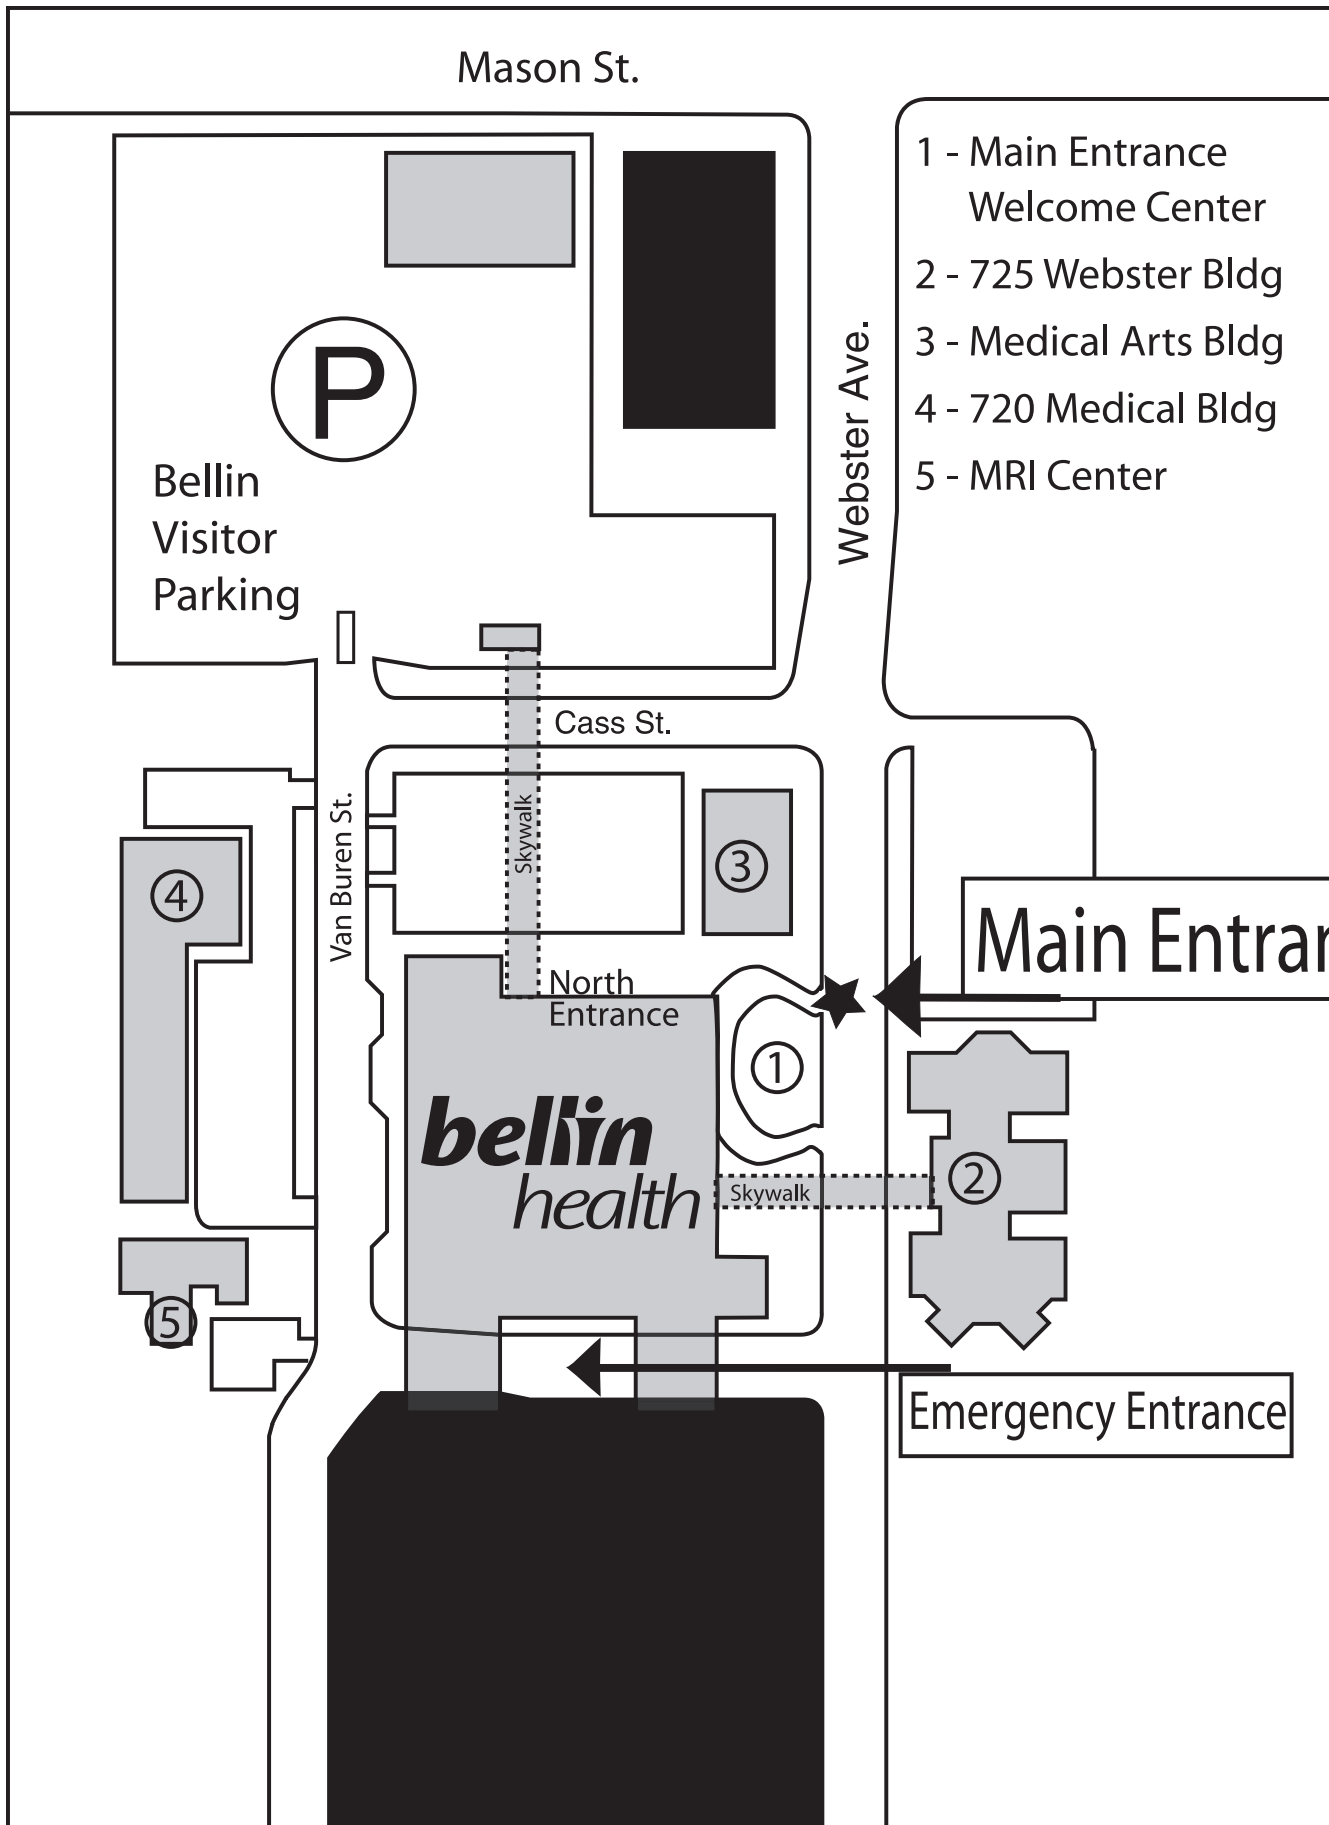 Mason St.
1 - Main Entrance
Welcome Center
2 - 725 Webster Bldg
3 - Medical Arts Bldg
4 - 720 Medical Bldg
5 - MRI Center
P
Bellin
Visitor
Parking
Webster Ave.
Cass St.
Skywalk
Van Buren St.
3
4
Main Entran
North
Entrance
1
bellin
health
Skywalk
2
5
Emergency Entrance